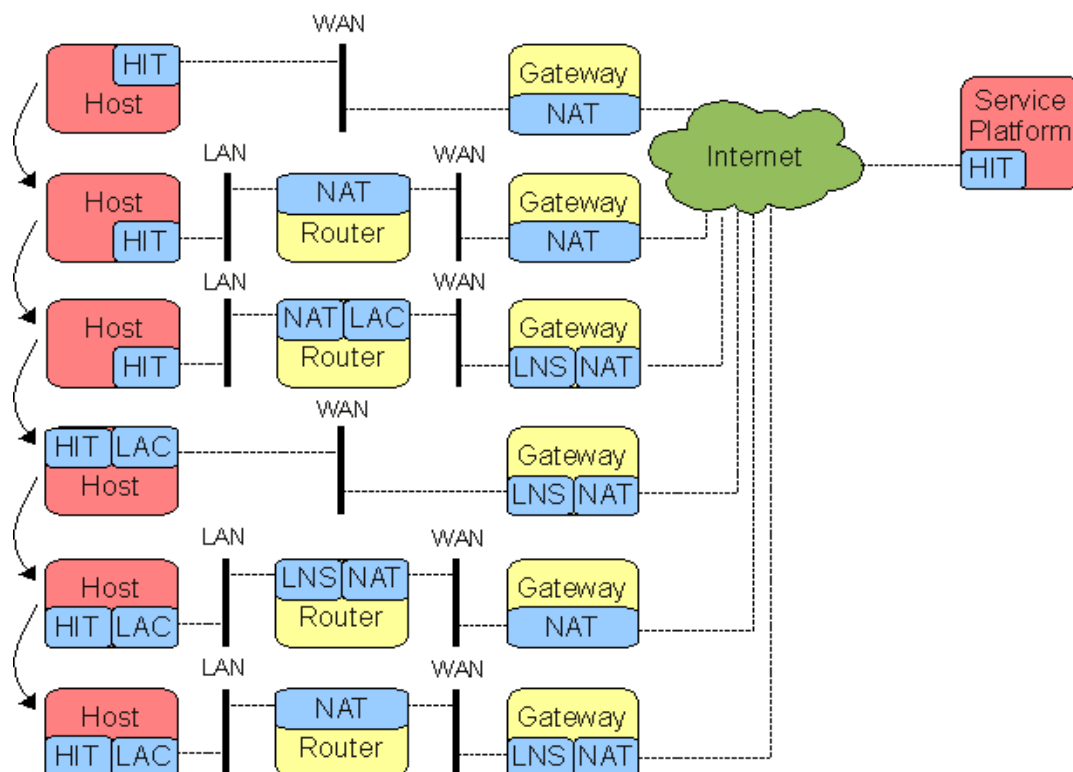 WAN
HIT
Host
Gateway
NAT
Internet
Service
Platform
HIT
LAN
WAN
Host
HIT
NAT
Router
Gateway
NAT
LAN
WAN
Host
HIT
NAT LAC
Router
Gateway
LNS NAT
WAN
HIT LAC
Host
Gateway
LNS NAT
LAN
WAN
Host
HIT LAC
LNS NAT
Router
Gateway
NAT
LAN
WAN
Host
HIT LAC
NAT
Router
Gateway
LNS NAT